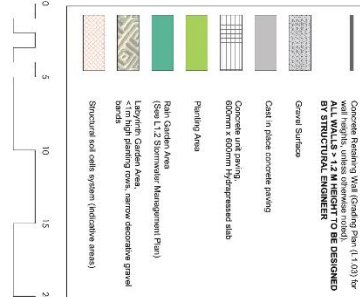 Concrete Retaining Wall (Grading Plan (L1.03) for
wall heights, unless otherwise noted).
ALL WALLS > 1.2 M HEIGHT TO BE DESIGNED
BY STRUCTURAL ENGINEER
Gravel Surface
Cast in place concrete paving
Concrete unit paving:
600mm x 600mm Hydrapressed slab
Planting Area
Rain Garden Area
(See L1.2 Stormwater Management Plan)
Labyrinth Garden Area,
<1m high planting rows, narrow decorative gravel
bands
Structural soil cells system (indicative areas)
0
5
10
15